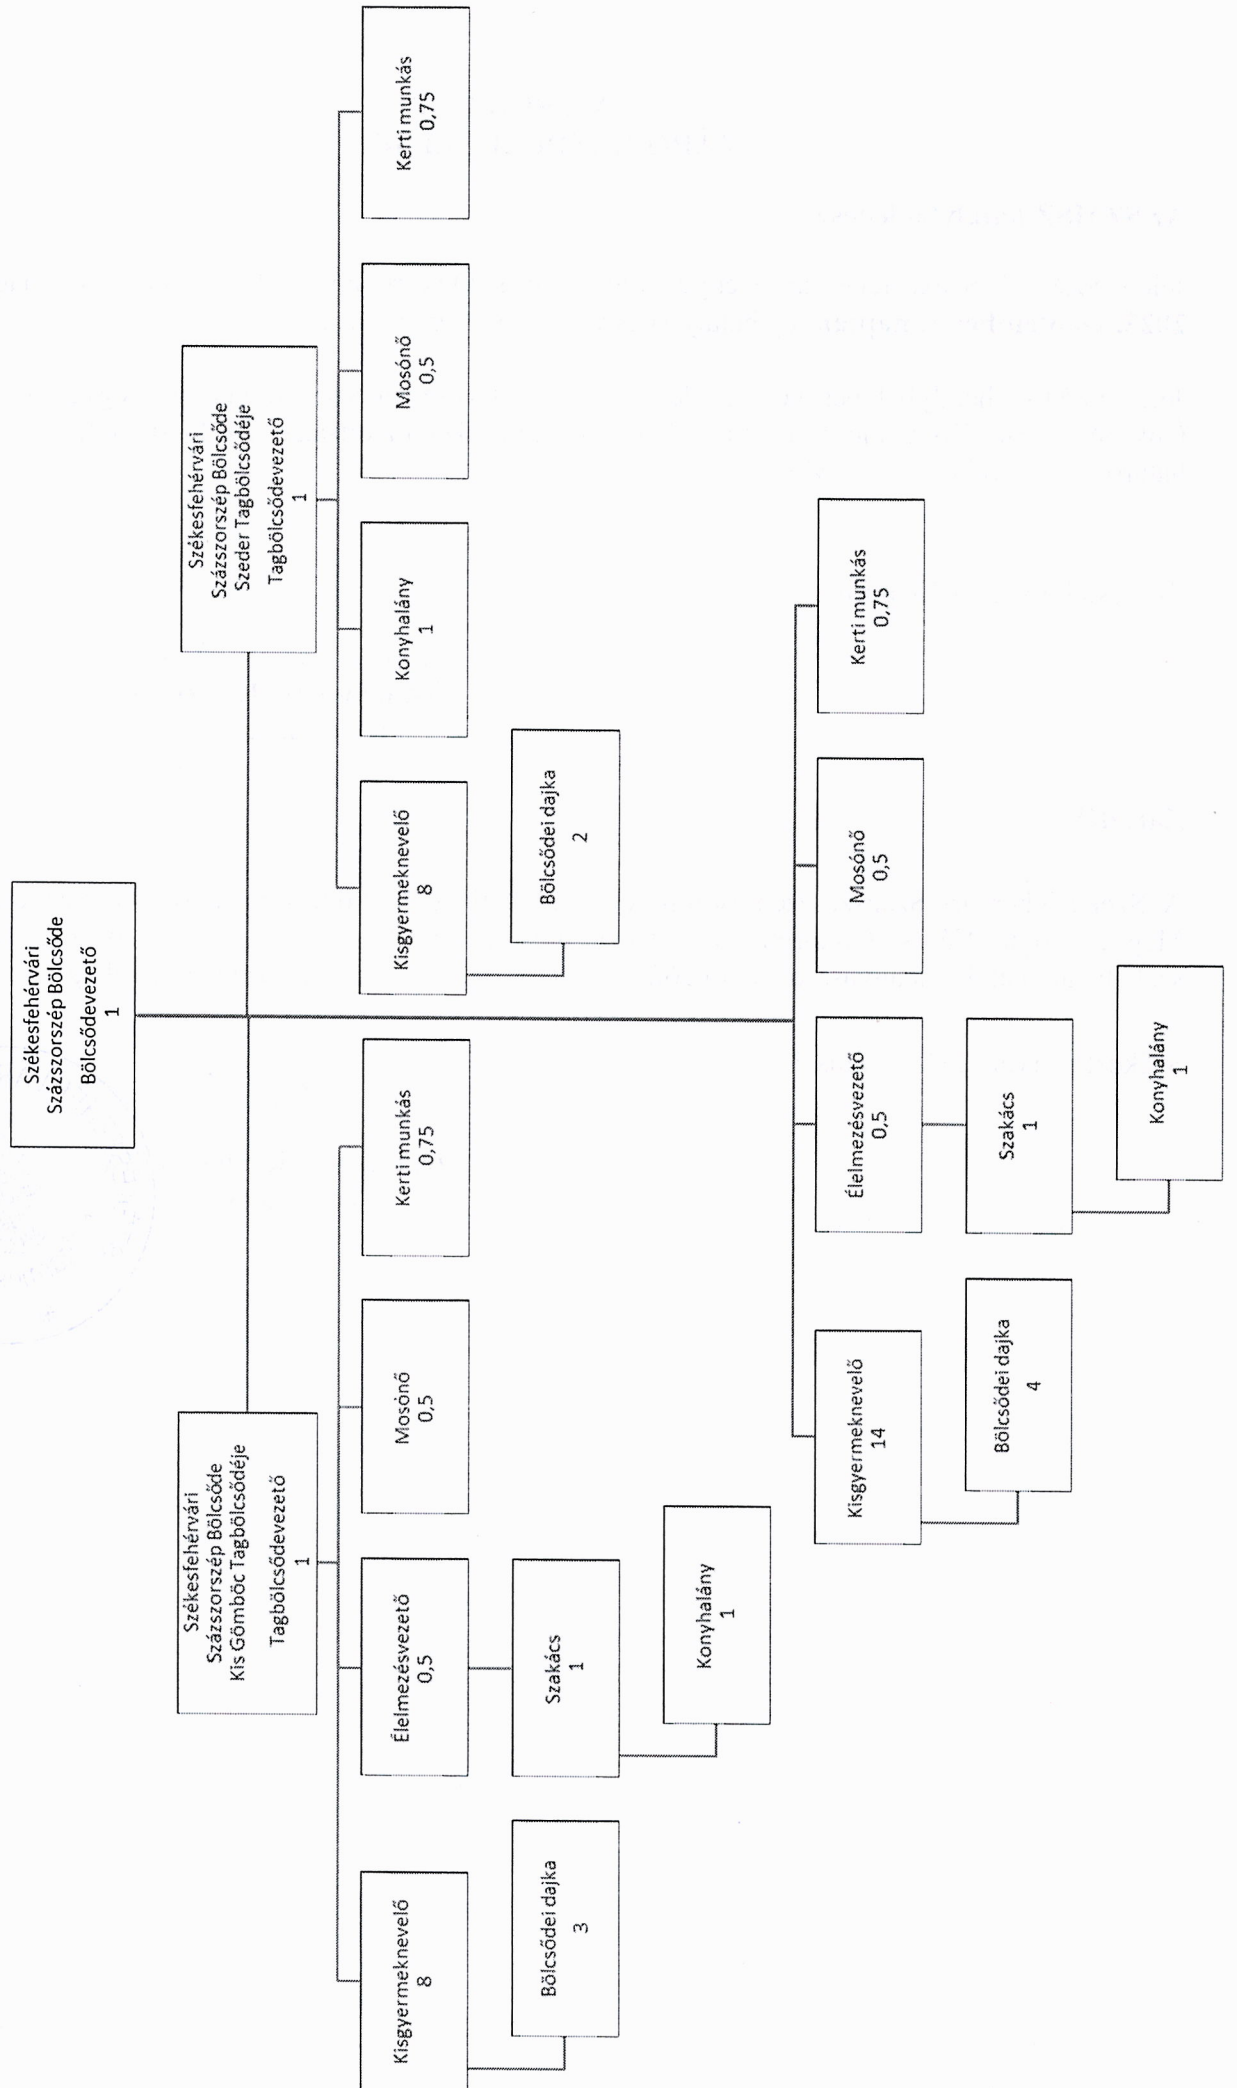 Székesfehérvári
Százszorszép Bölcsőde
Bölcsődevezető
1
Székesfehérvári
Százszorszép Bölcsőde
Kis Gömböc Tagbölcsődéje
Tagbölcsődevezető
1
Székesfehérvári
Százszorszép Bölcsőde
Szeder Tagbölcsődéje
Tagbölcsődevezető
1
Kisgyermeknevelő
8
Élelmezésvezető
0,5
Mosónő
0,5
Kerti munkás
0,75
Kisgyermeknevelő
8
Konyhalány
1
Mosónő
0,5
Kerti munkás
0,75
Bölcsődei dajka
3
Szakács
1
Bölcsődei dajka
2
Konyhalány
1
Kisgyermeknevelő
14
Élelmezésvezető
0,5
Mosónő
0,5
Kerti munkás
0,75
Bölcsődei dajka
4
Szakács
1
Konyhalány
1